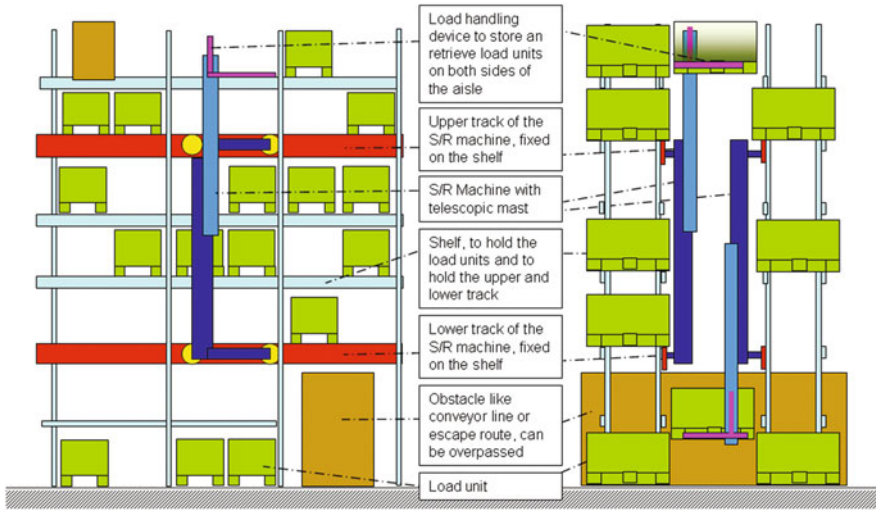 Load handling
device to store an
retrieve load units
on both sides of
the aisle
Upper track of the
S/R machine, fixed
on the shelf
S/R Machine with
telescopic mast
Shelf, to hold the
load units and to
hold the upper and
lower track
Lower track of the
S/R machine, fixed
on the shelf
Obstacle like
conveyor line or
escape route, can
be overpassed
Load unit